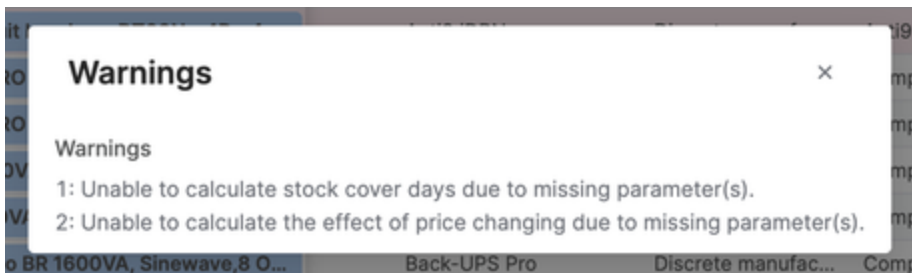 Warnings
×
Warnings
1: Unable to calculate stock cover days due to missing parameter(s).
2: Unable to calculate the effect of price changing due to missing parameter(s).
o BR 1600VA, Sinewave,8 O... Back-UPS Pro Discrete manufac... Comp